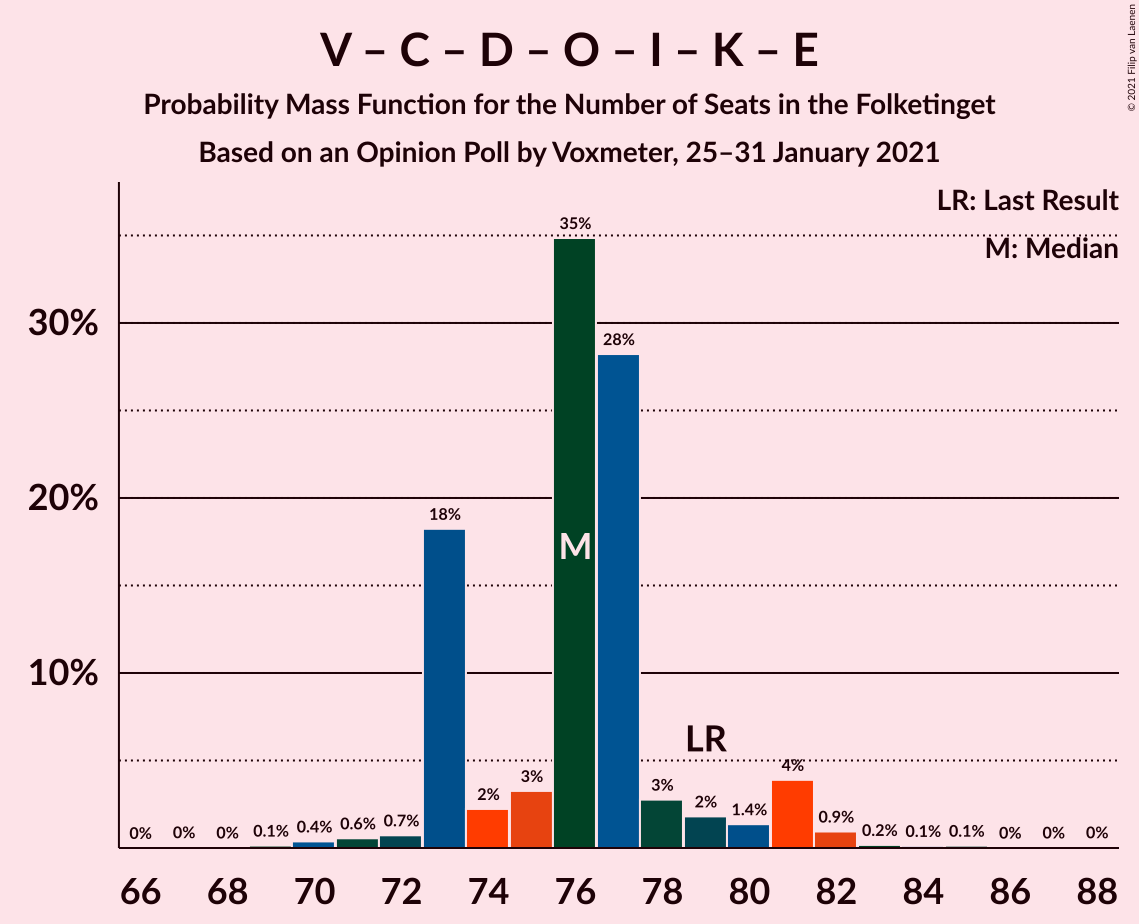 V – C – D – O – I – K – E
Probability Mass Function for the Number of Seats in the Folketinget
Based on an Opinion Poll by Voxmeter, 25–31 January 2021
© 2021 Filip van Laenen
LR: Last Result
M: Median
35%
30%
28%
20%
18%
M
10%
LR
0%
0%
0%
0.1%
0.4%
0.6%
0.7%
2%
3%
3%
2%
1.4%
4%
0.9%
0.2%
0.1%
0.1%
0%
0%
0%
66 68 70 72 74 76 78 80 82 84 86 88